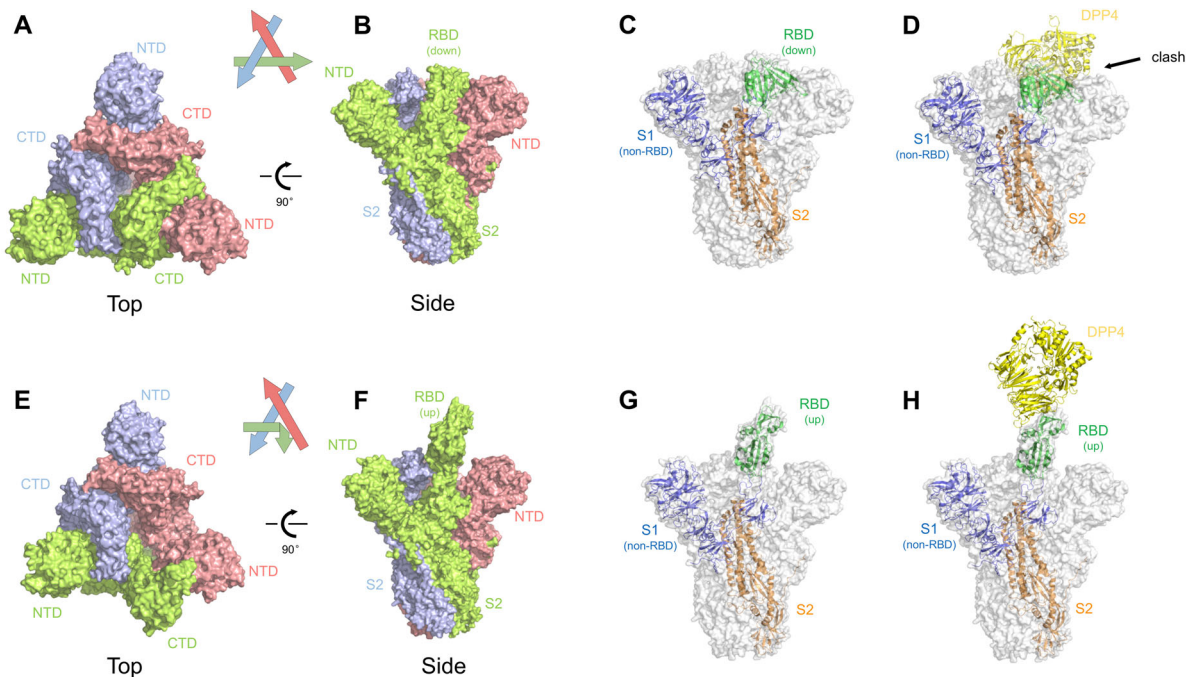 A
NTD
CTD
CTD
NTD
NTD
CTD
Top
90°
B
RBD
(down)
NTD
NTD
S2
Side
C
RBD
(down)
S1
(non-RBD)
S2
D
DPP4
clash
S1
(non-RBD)
S2
E
NTD
CTD
CTD
NTD
NTD
CTD
Top
90°
F
RBD
(up)
NTD
NTD
S2
S2
Side
G
RBD
(up)
S1
(non-RBD)
S2
H
DPP4
RBD
(up)
S1
(non-RBD)
S2